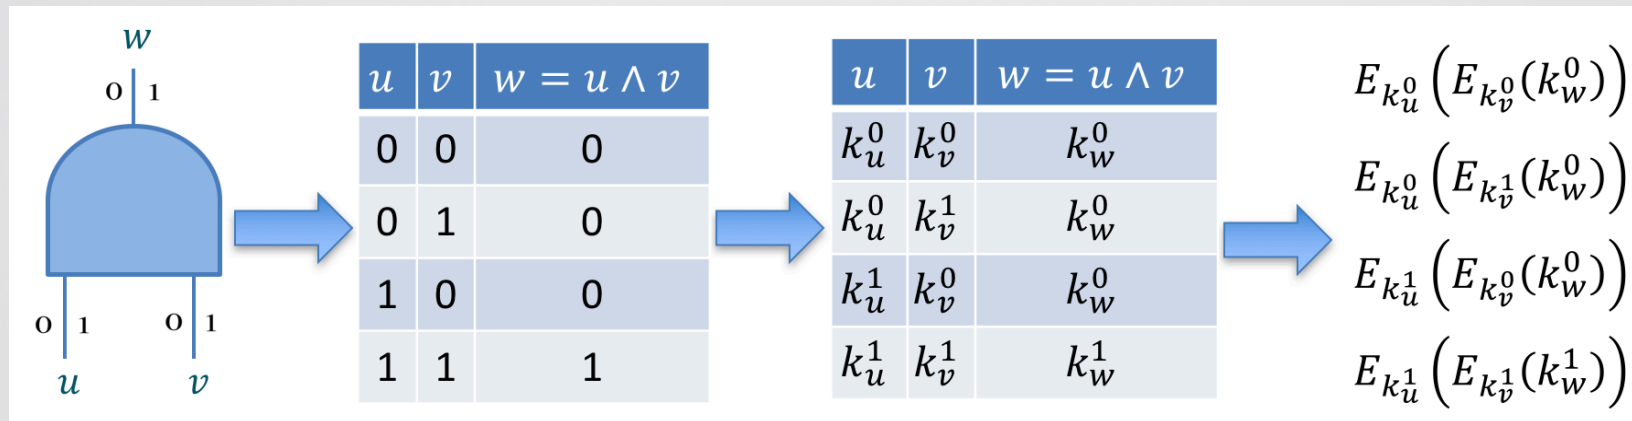 w
0 1
0 1 0 1
u v
u v w = u ∧ v
0 0 0
0 1 0
1 0 0
1 1 1
u v w = u ∧ v
k_u^0 k_v^0 k_w^0
k_u^0 k_v^1 k_w^0
k_u^1 k_v^0 k_w^0
k_u^1 k_v^1 k_w^1
E_{k_u^0}(E_{k_v^0}(k_w^0))
E_{k_u^0}(E_{k_v^1}(k_w^0))
E_{k_u^1}(E_{k_v^0}(k_w^0))
E_{k_u^1}(E_{k_v^1}(k_w^1))